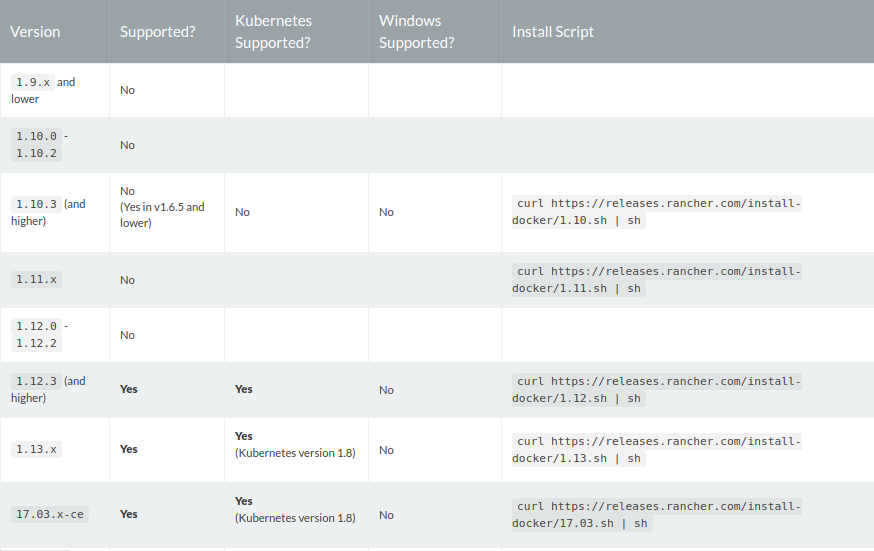 Version Supported? Kubernetes Supported? Windows Supported? Install Script
1.9.x and
lower
No
1.10.0 -
1.10.2
No
1.10.3 (and
higher)
No
(Yes in v1.6.5 and
lower)
No
No
curl https://releases.rancher.com/install-
docker/1.10.sh | sh
1.11.x
No
curl https://releases.rancher.com/install-
docker/1.11.sh | sh
1.12.0 -
1.12.2
No
1.12.3 (and
higher)
Yes
Yes
No
curl https://releases.rancher.com/install-
docker/1.12.sh | sh
1.13.x
Yes
Yes
(Kubernetes version 1.8)
No
curl https://releases.rancher.com/install-
docker/1.13.sh | sh
17.03.x-ce
Yes
Yes
(Kubernetes version 1.8)
No
curl https://releases.rancher.com/install-
docker/17.03.sh | sh